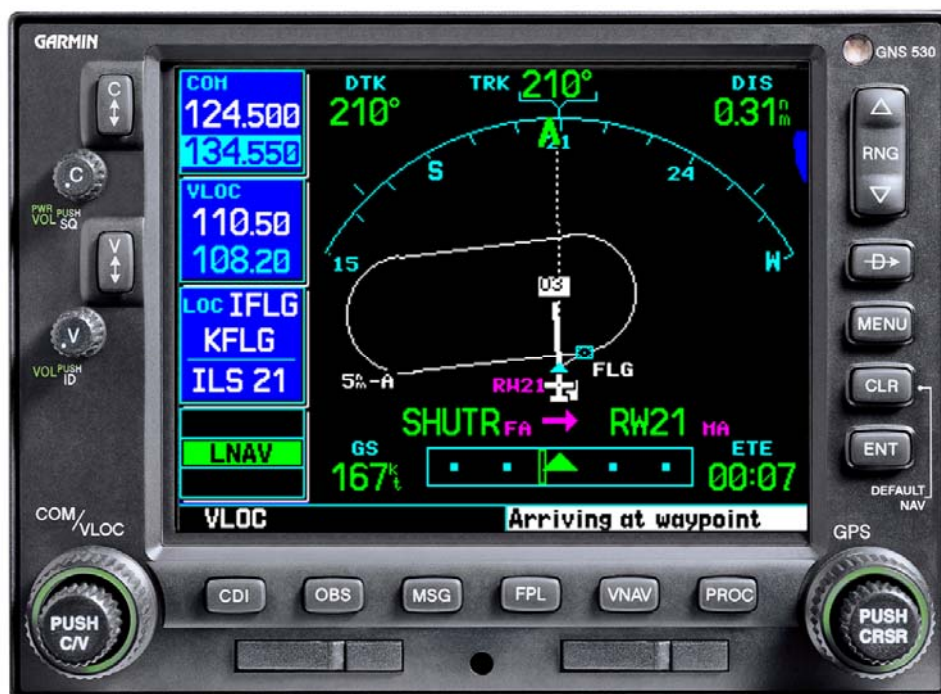 GARMIN
GNS 530
C
C
PWR
VOL
PUSH
SQ
V
V
VOL
PUSH
ID
COM/VLOC
PUSH
C/V
COM
124.500
134.550
VLOC
110.50
108.20
LOC IFLG
KFLG
ILS 21
LNAV
VLOC
DTK
210°
TRK 210°
DIS
0.31nm
S
21
24
15
W
03
FLG
5nm-A
RW21
SHUTR FA → RW21 MA
GS
167kt
ETE
00:07
Arriving at waypoint
RNG
D
MENU
CLR
ENT
DEFAULT
NAV
GPS
PUSH
CRSR
CDI
OBS
MSG
FPL
VNAV
PROC